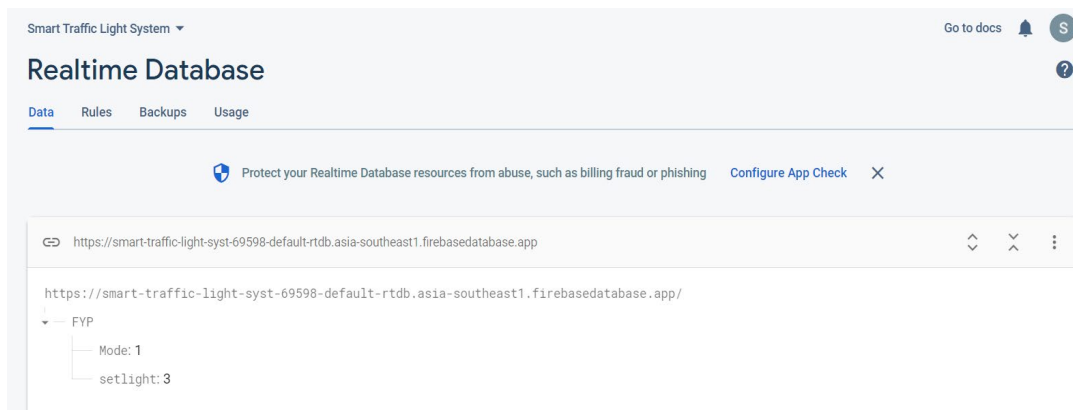 Smart Traffic Light System
Go to docs
S
Realtime Database
?
Data Rules Backups Usage
Protect your Realtime Database resources from abuse, such as billing fraud or phishing Configure App Check
https://smart-traffic-light-syst-69598-default-rtdb.asia-southeast1.firebasedatabase.app
https://smart-traffic-light-syst-69598-default-rtdb.asia-southeast1.firebasedatabase.app/
FYP
Mode: 1
setlight: 3